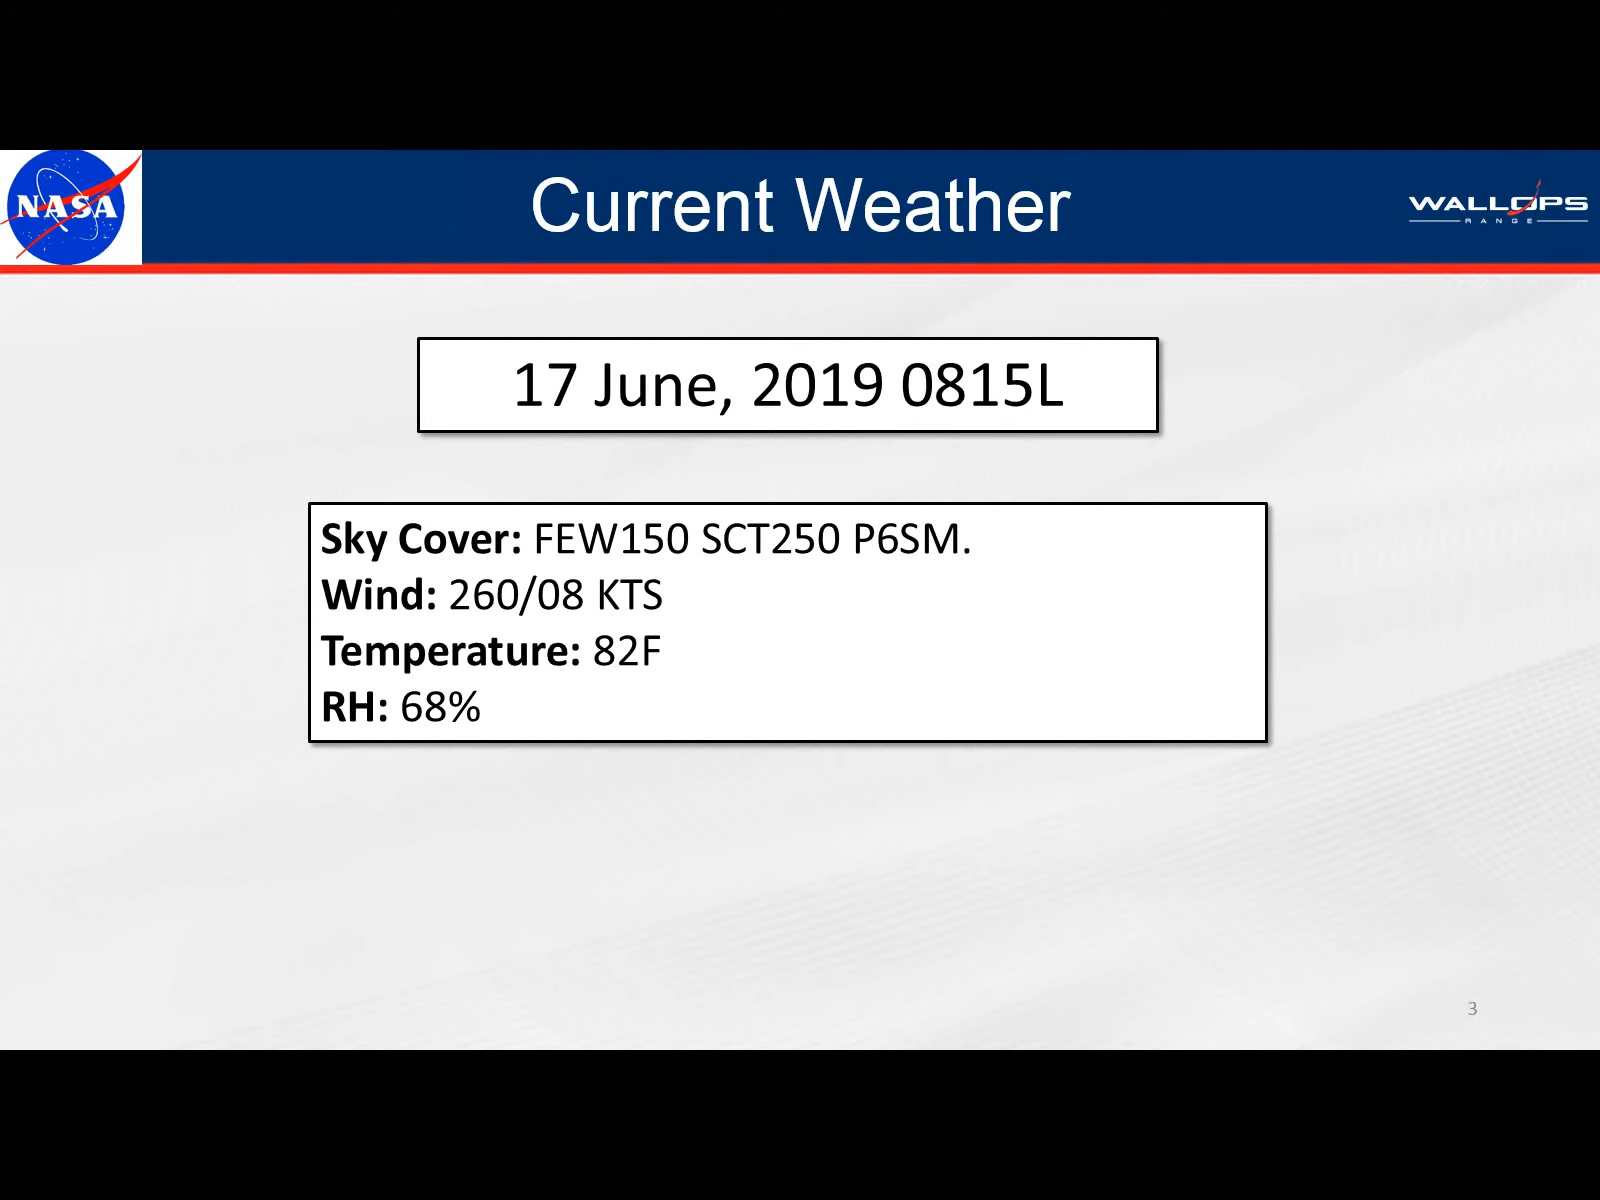 NASA
Current Weather
WALLOPS
RANGE
17 June, 2019 0815L
Sky Cover: FEW150 SCT250 P6SM.
Wind: 260/08 KTS
Temperature: 82F
RH: 68%
3